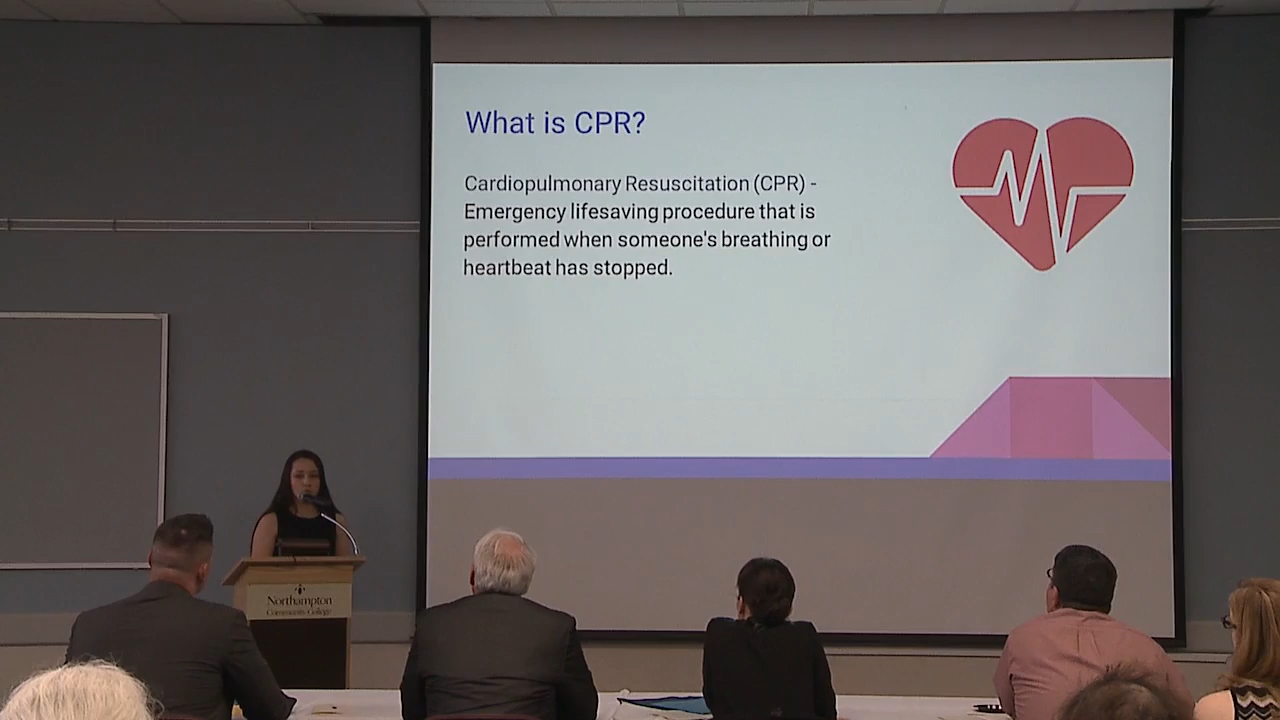 What is CPR?
Cardiopulmonary Resuscitation (CPR) -
Emergency lifesaving procedure that is
performed when someone's breathing or
heartbeat has stopped.
Northampton
Community College